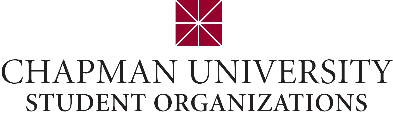 CHAPMAN UNIVERSITY
STUDENT ORGANIZATIONS